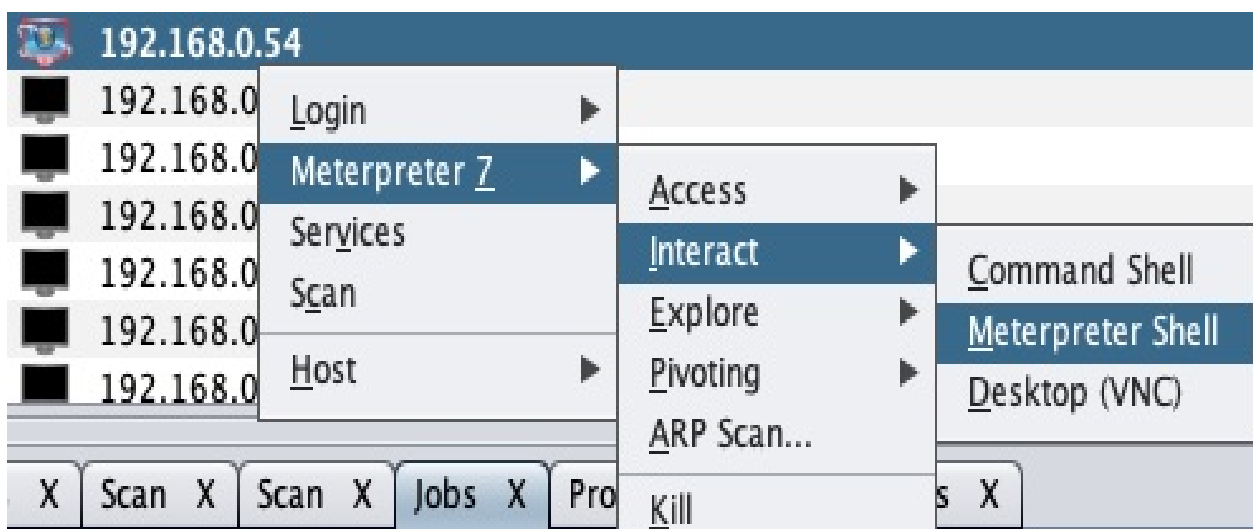 192.168.0.54
192.168.0
192.168.0
192.168.0
192.168.0
192.168.0
192.168.0
Login
Meterpreter 7
Services
Scan
Host
Access
Interact
Explore
Pivoting
ARP Scan...
Kill
Command Shell
Meterpreter Shell
Desktop (VNC)
X Scan X Scan X Jobs X Pro s X